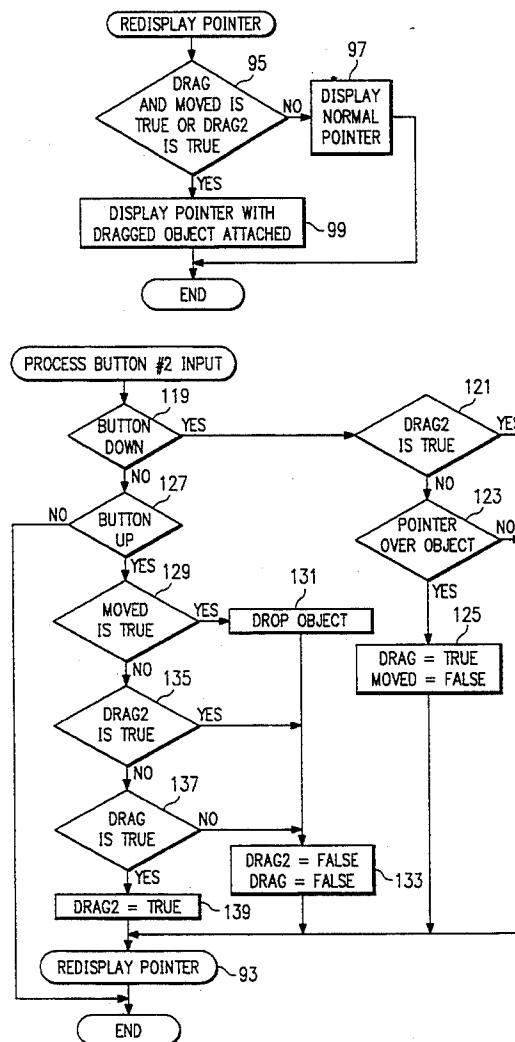 REDISPLAY POINTER
95
DRAG
AND MOVED IS
TRUE OR DRAG2
IS TRUE
NO
97
DISPLAY
NORMAL
POINTER
YES
DISPLAY POINTER WITH
DRAGGED OBJECT ATTACHED
99
END
PROCESS BUTTON #2 INPUT
119
BUTTON
DOWN
YES
121
DRAG2
IS TRUE
YES
NO
NO
127
BUTTON
UP
NO
123
POINTER
OVER OBJECT
NO
YES
YES
129
MOVED
IS TRUE
YES
131
DROP OBJECT
125
DRAG = TRUE
MOVED = FALSE
NO
135
DRAG2
IS TRUE
YES
NO
137
DRAG
IS TRUE
NO
YES
DRAG2 = FALSE
DRAG = FALSE
133
DRAG2 = TRUE
139
REDISPLAY POINTER
93
END